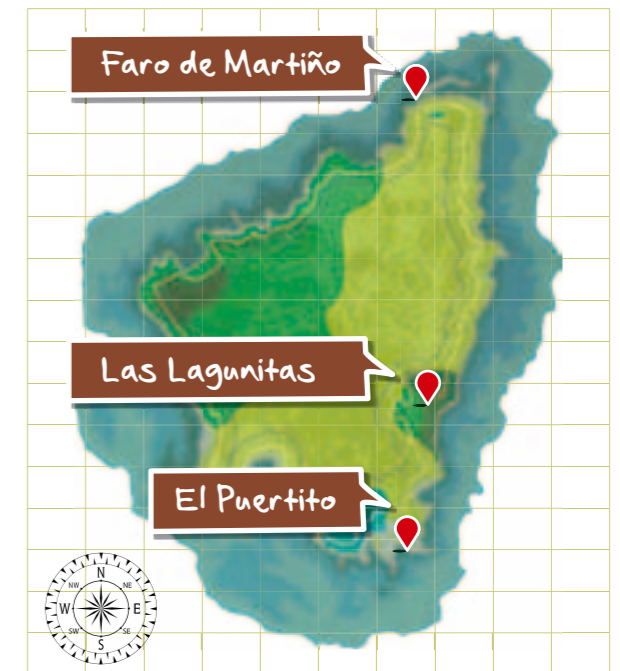 Faro de Martiño
Las Lagunitas
El Puertito
N
NW NE
W E
SW SE
S